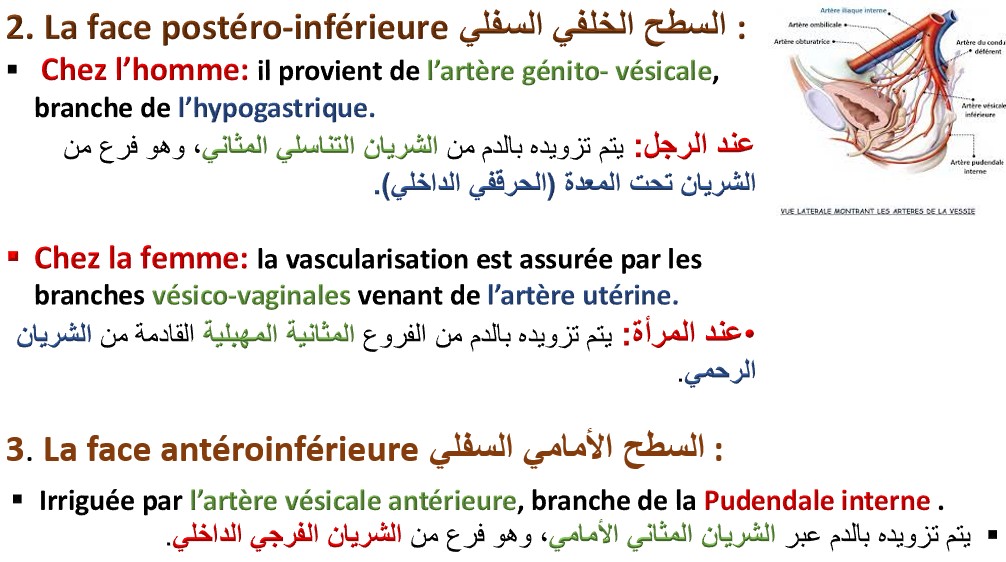 2. La face postéro-inférieure السطح الخلفي السفلي :
▪ Chez l’homme: il provient de l’artère génito- vésicale,
branche de l’hypogastrique.
عند الرجل: يتم تزويده بالدم من الشريان التناسلي المثاني، وهو فرع من
الشريان تحت المعدة (الحرقفي الداخلي).
▪ Chez la femme: la vascularisation est assurée par les
branches vésico-vaginales venant de l’artère utérine.
•عند المرأة: يتم تزويده بالدم من الفروع المثانية المهبلية القادمة من الشريان
الرحمي.
3. La face antéroinférieure السطح الأمامي السفلي :
▪ Irriguée par l’artère vésicale antérieure, branche de la Pudendale interne .
▪ يتم تزويده بالدم عبر الشريان المثاني الأمامي، وهو فرع من الشريان الفرجي الداخلي.
Artère iliaque interne
Artère ombilicale
Artère obturatrice
Artère du cond
déférent
Artère vésicale
inférieure
Artère pudendale
interne
VUE LATERALE MONTRANT LES ARTERES DE LA VESSIE